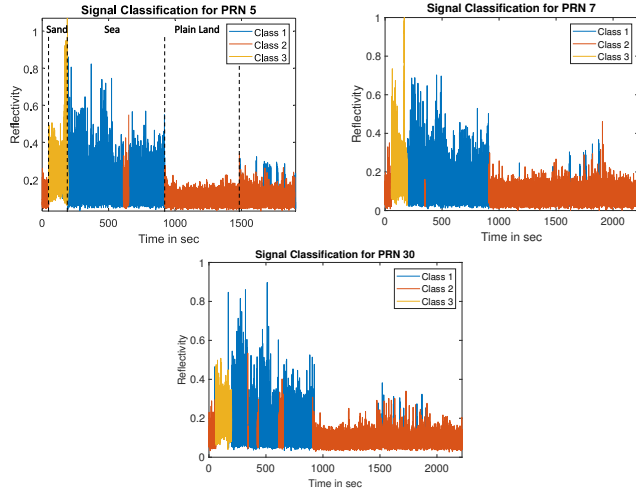 Signal Classification for PRN 5
Sand
Sea
Plain Land
Class 1
Class 2
Class 3
Reflectivity
1
0.8
0.6
0.4
0.2
0
500
1000
1500
Time in sec
Signal Classification for PRN 7
Class 1
Class 2
Class 3
Reflectivity
1
0.8
0.6
0.4
0.2
0
0
500
1000
1500
2000
Time in sec
Signal Classification for PRN 30
Class 1
Class 2
Class 3
Reflectivity
1
0.8
0.6
0.4
0.2
0
0
500
1000
1500
2000
Time in sec